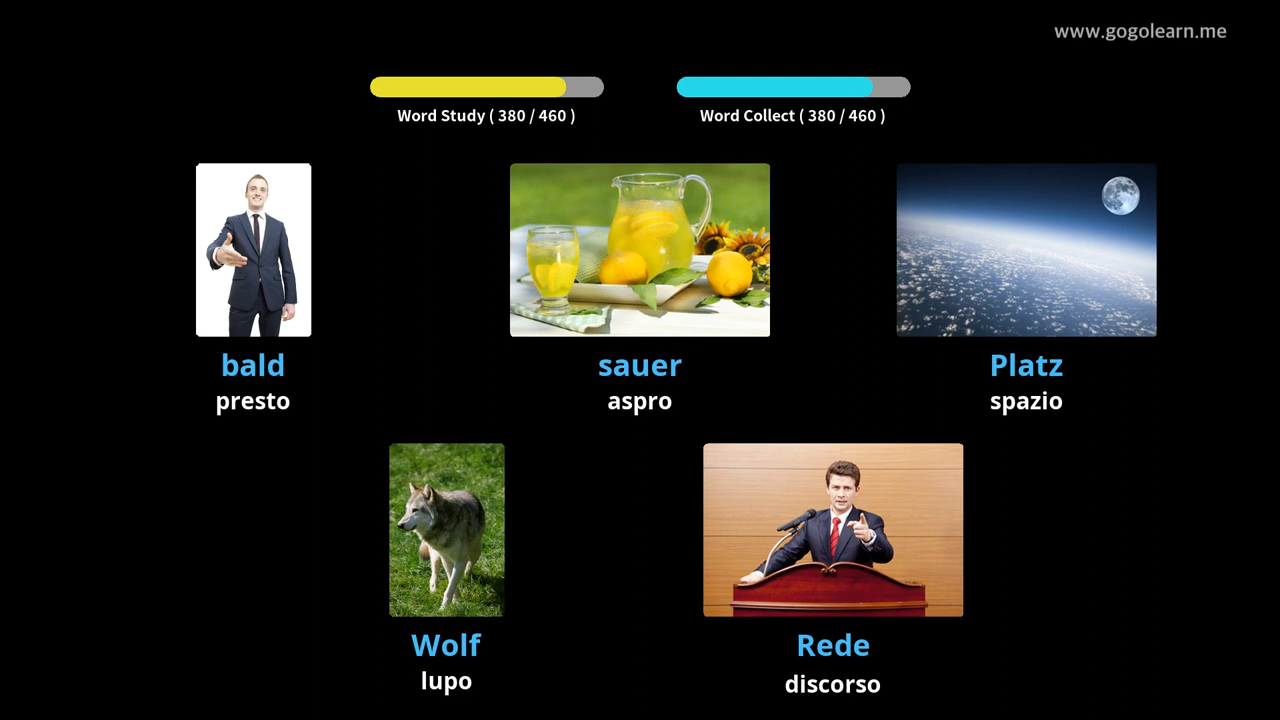 www.gogolearn.me
Word Study ( 380 / 460 )
Word Collect ( 380 / 460 )
bald
presto
sauer
aspro
Platz
spazio
Wolf
lupo
Rede
discorso